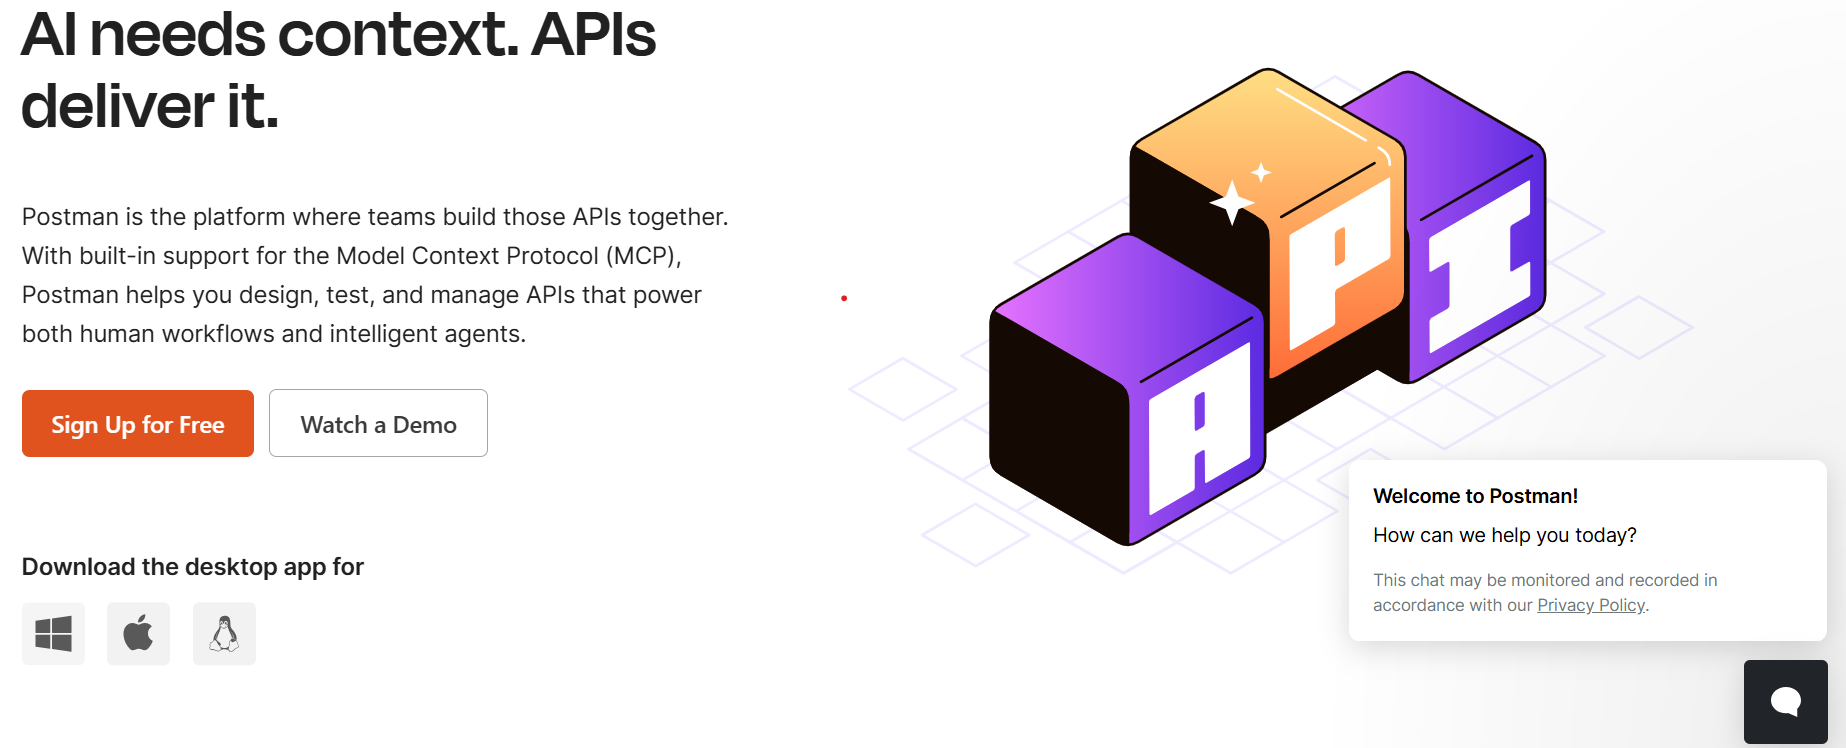 AI needs context. APIs
deliver it.
Postman is the platform where teams build those APIs together.
With built-in support for the Model Context Protocol (MCP),
Postman helps you design, test, and manage APIs that power
both human workflows and intelligent agents.
Sign Up for Free
Watch a Demo
Download the desktop app for
A P I
Welcome to Postman!
How can we help you today?
This chat may be monitored and recorded in
accordance with our Privacy Policy.